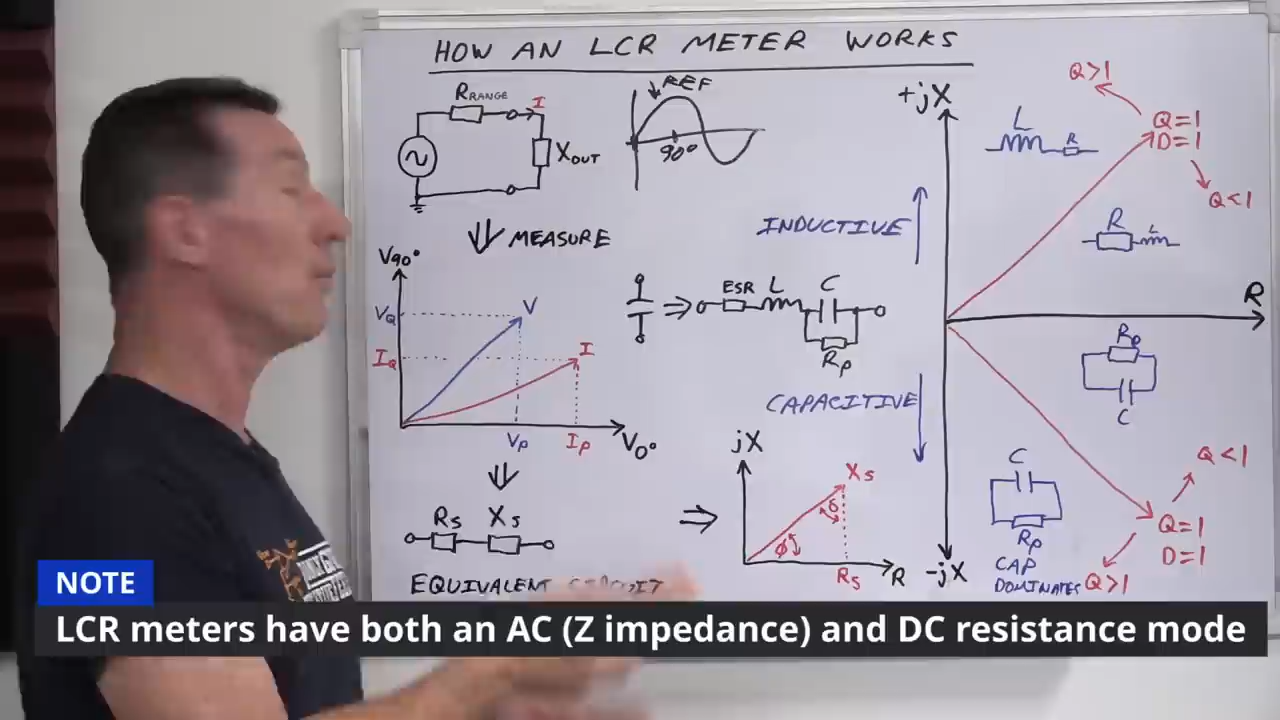 HOW AN LCR METER WORKS
RRANGE
I
XOUT
REF
90°
MEASURE
V90°
VQ
V
IQ
I
VP
IP
V0°
RS
XS
EQUIVALENT CIRCUIT
ESR
L
C
RP
jX
XS
δ
φ
RS
R
INDUCTIVE
CAPACITIVE
+jX
-jX
R
L
R
Q>1
Q=1
D=1
Q<1
R
L
RP
C
C
RP
CAP
DOMINATES
Q<1
Q=1
D=1
Q>1
NOTE
LCR meters have both an AC (Z impedance) and DC resistance mode